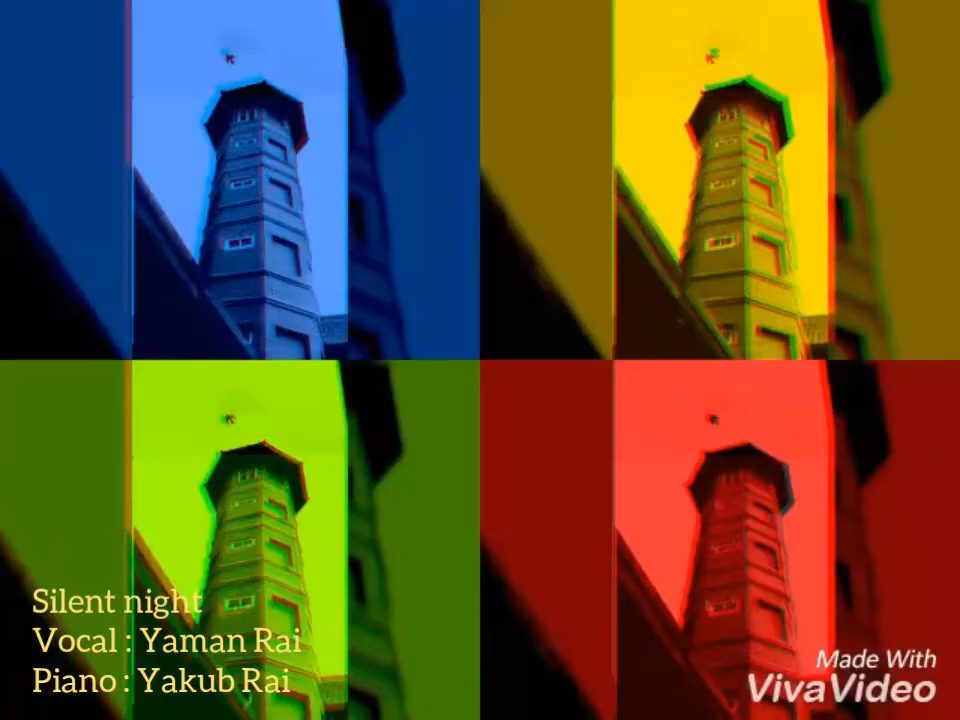 Silent night
Vocal : Yaman Rai
Piano : Yakub Rai
Made With
VivaVideo